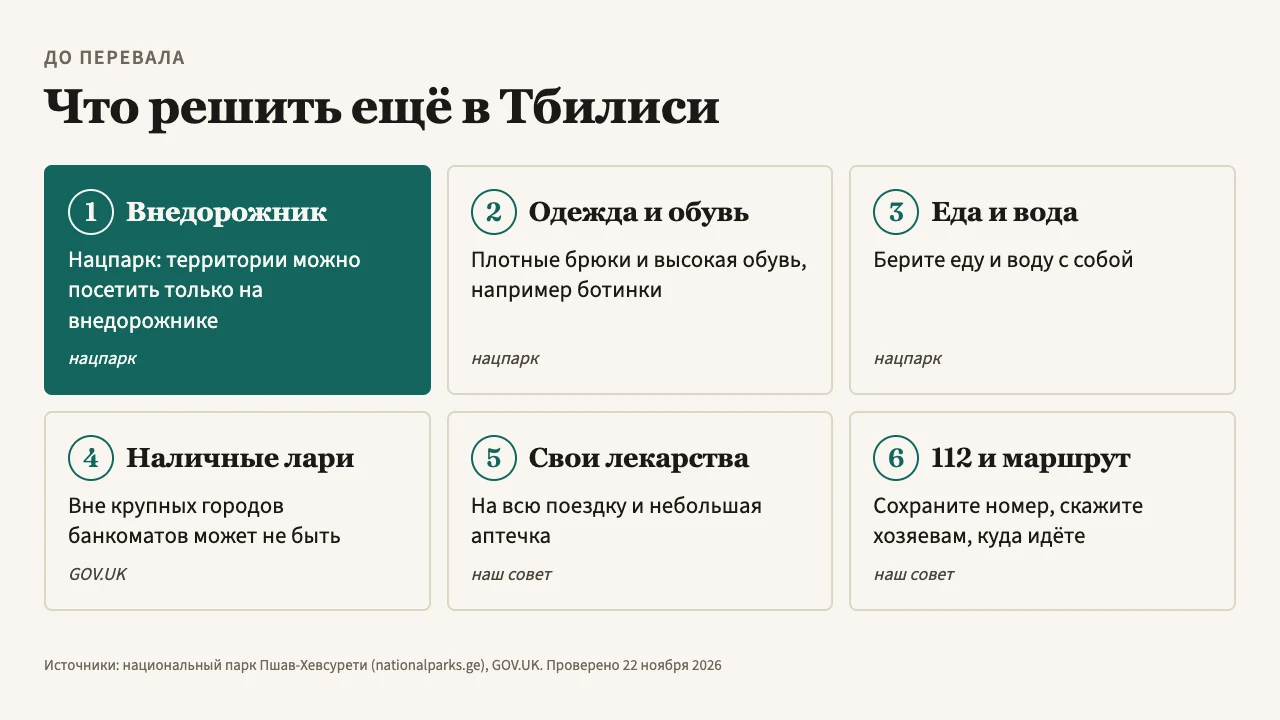 ДО ПЕРЕВАЛА
Что решить ещё в Тбилиси
1 Внедорожник
Нацпарк: территории можно
посетить только на
внедорожнике
нацпарк
2 Одежда и обувь
Плотные брюки и высокая обувь,
например ботинки
нацпарк
3 Еда и вода
Берите еду и воду с собой
нацпарк
4 Наличные лари
Вне крупных городов
банкоматов может не быть
GOV.UK
5 Свои лекарства
На всю поездку и небольшая
аптечка
наш совет
6 112 и маршрут
Сохраните номер, скажите
хозяевам, куда идёте
наш совет
Источники: национальный парк Пшав-Хевсурети (nationalparks.ge), GOV.UK. Проверено 22 ноября 2026